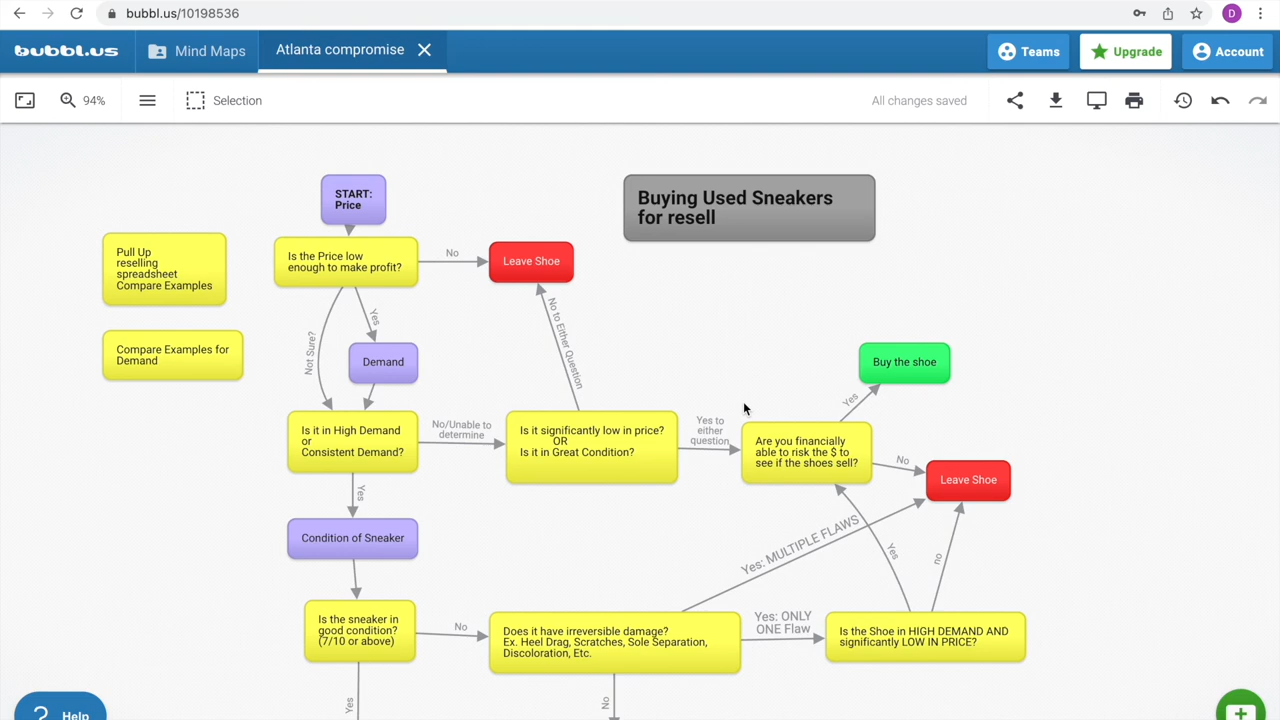 bubbl.us/10198536
D
bubbl.us
Mind Maps
Atlanta compromise
Teams
Upgrade
Account
94%
Selection
All changes saved
START:
Price
Buying Used Sneakers
for resell
Pull Up
reselling
spreadsheet
Compare Examples
Is the Price low
enough to make profit?
No
Leave Shoe
Not Sure?
Yes
No to Either Question
Compare Examples for
Demand
Demand
Buy the shoe
Yes
Is it in High Demand
or
Consistent Demand?
No/Unable to
determine
Is it significantly low in price?
OR
Is it in Great Condition?
Yes to
either
question
Are you financially
able to risk the $ to
see if the shoes sell?
No
Leave Shoe
Yes
Condition of Sneaker
Yes: MULTIPLE FLAWS
Yes
no
Is the sneaker in
good condition?
(7/10 or above)
No
Does it have irreversible damage?
Ex. Heel Drag, Scratches, Sole Separation,
Discoloration, Etc.
Yes: ONLY
ONE Flaw
Is the Shoe in HIGH DEMAND AND
significantly LOW IN PRICE?
Yes
No
? Help